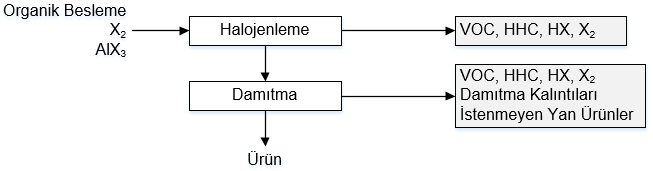 Organik Besleme
X₂
AlX₃
Halojenleme
VOC, HHC, HX, X₂
Damıtma
VOC, HHC, HX, X₂
Damıtma Kalıntıları
İstenmeyen Yan Ürünler
Ürün